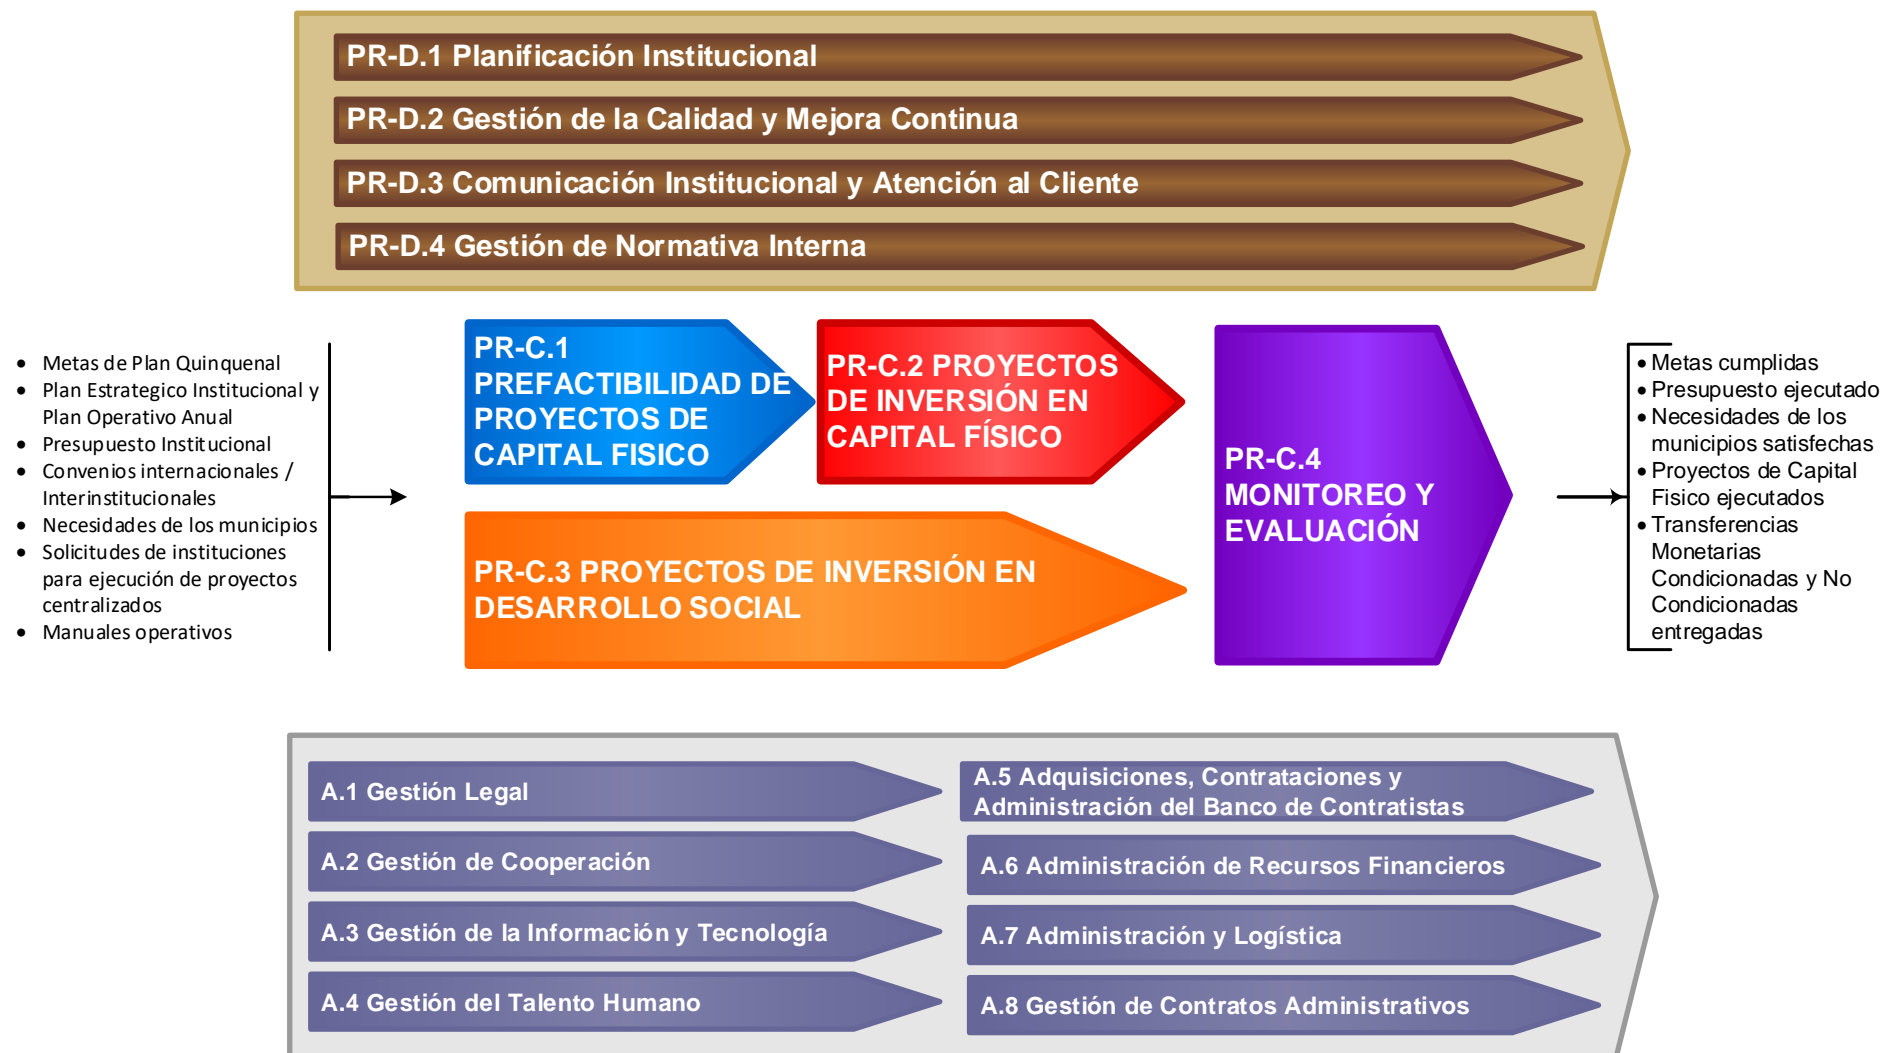 PR-D.1 Planificación Institucional
PR-D.2 Gestión de la Calidad y Mejora Continua
PR-D.3 Comunicación Institucional y Atención al Cliente
PR-D.4 Gestión de Normativa Interna
• Metas de Plan Quinquenal
• Plan Estrategico Institucional y
Plan Operativo Anual
• Presupuesto Institucional
• Convenios internacionales /
Interinstitucionales
• Necesidades de los municipios
• Solicitudes de instituciones
para ejecución de proyectos
centralizados
• Manuales operativos
PR-C.1
PREFACTIBILIDAD DE
PROYECTOS DE
CAPITAL FISICO
PR-C.2 PROYECTOS
DE INVERSIÓN EN
CAPITAL FÍSICO
PR-C.3 PROYECTOS DE INVERSIÓN EN
DESARROLLO SOCIAL
PR-C.4
MONITOREO Y
EVALUACIÓN
• Metas cumplidas
• Presupuesto ejecutado
• Necesidades de los
municipios satisfechas
• Proyectos de Capital
Fisico ejecutados
• Transferencias
Monetarias
Condicionadas y No
Condicionadas
entregadas
A.1 Gestión Legal
A.2 Gestión de Cooperación
A.3 Gestión de la Información y Tecnología
A.4 Gestión del Talento Humano
A.5 Adquisiciones, Contrataciones y
Administración del Banco de Contratistas
A.6 Administración de Recursos Financieros
A.7 Administración y Logística
A.8 Gestión de Contratos Administrativos